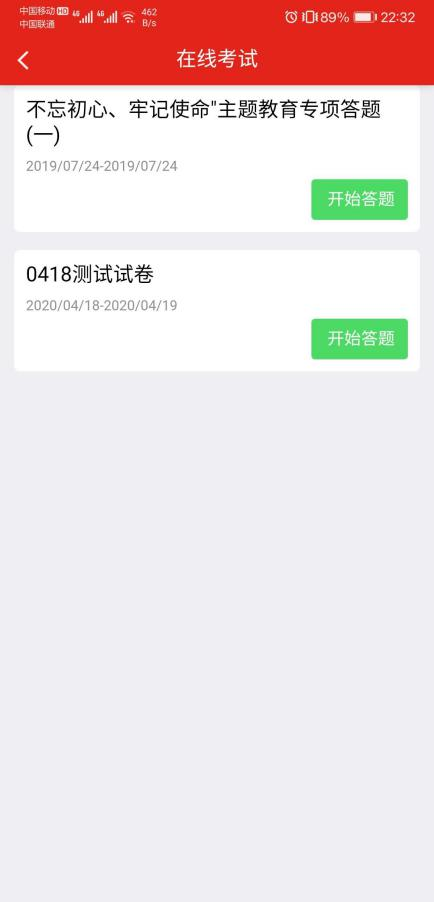 中国移动 HD 4G 4G 462 B/s 89% 22:32
中国联通
在线考试
不忘初心、牢记使命"主题教育专项答题
(一)
2019/07/24-2019/07/24
开始答题
0418测试试卷
2020/04/18-2020/04/19
开始答题